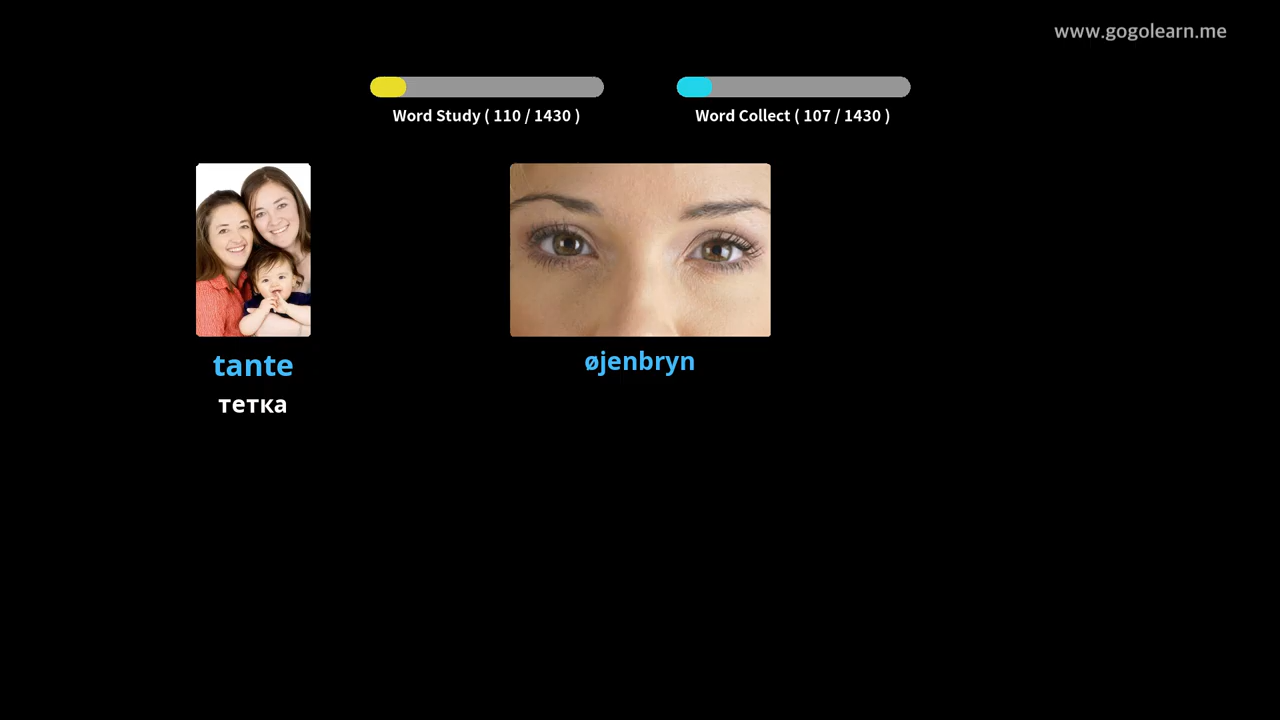 www.gogolearn.me
Word Study ( 110 / 1430 )
Word Collect ( 107 / 1430 )
tante
тетка
øjenbryn